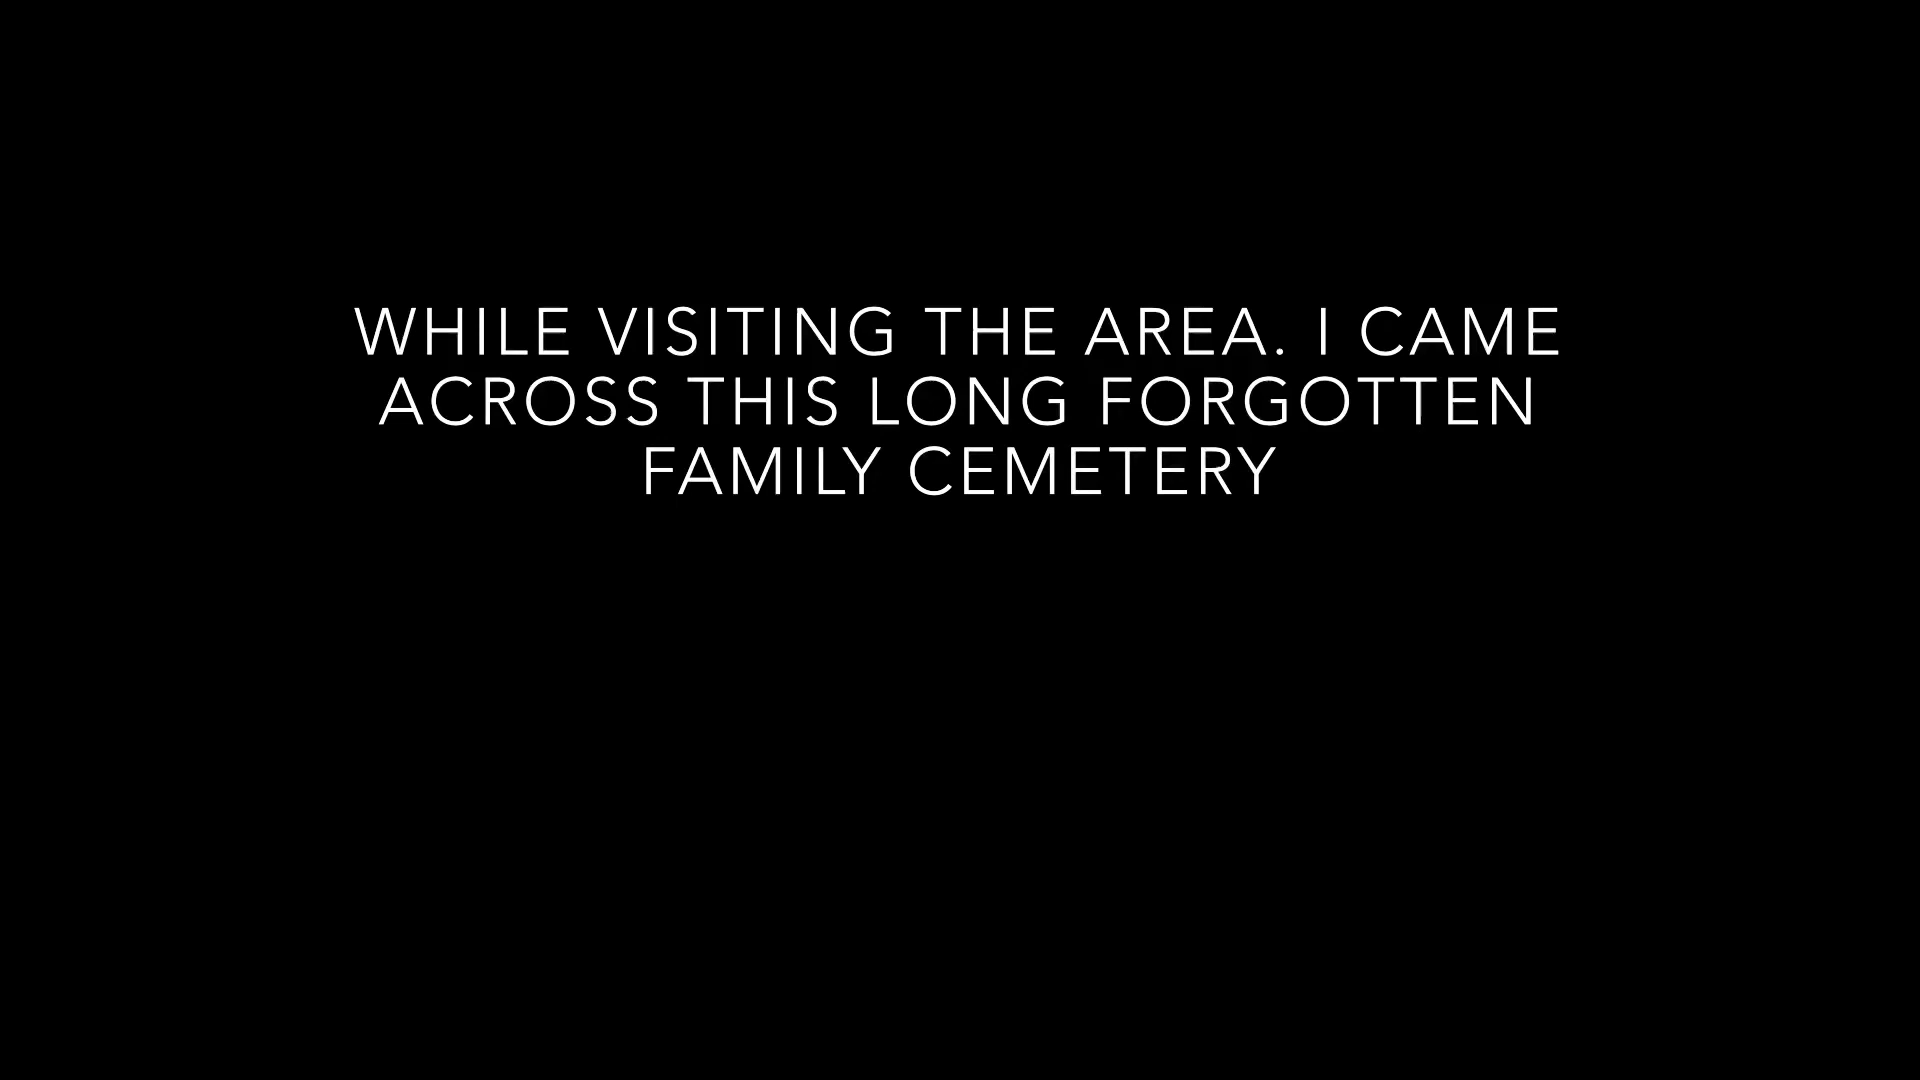 WHILE VISITING THE AREA. I CAME
ACROSS THIS LONG FORGOTTEN
FAMILY CEMETERY